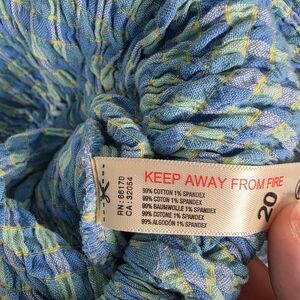 KEEP AWAY FROM FIRE
RN: 66170
CA: 32054
99% COTTON 1% SPANDEX
99% COTON 1% SPANDEX
99% BAUMWOLLE 1% SPANDEX
99% COTONE 1% SPANDEX
99% ALGODÓN 1% SPANDEX
20